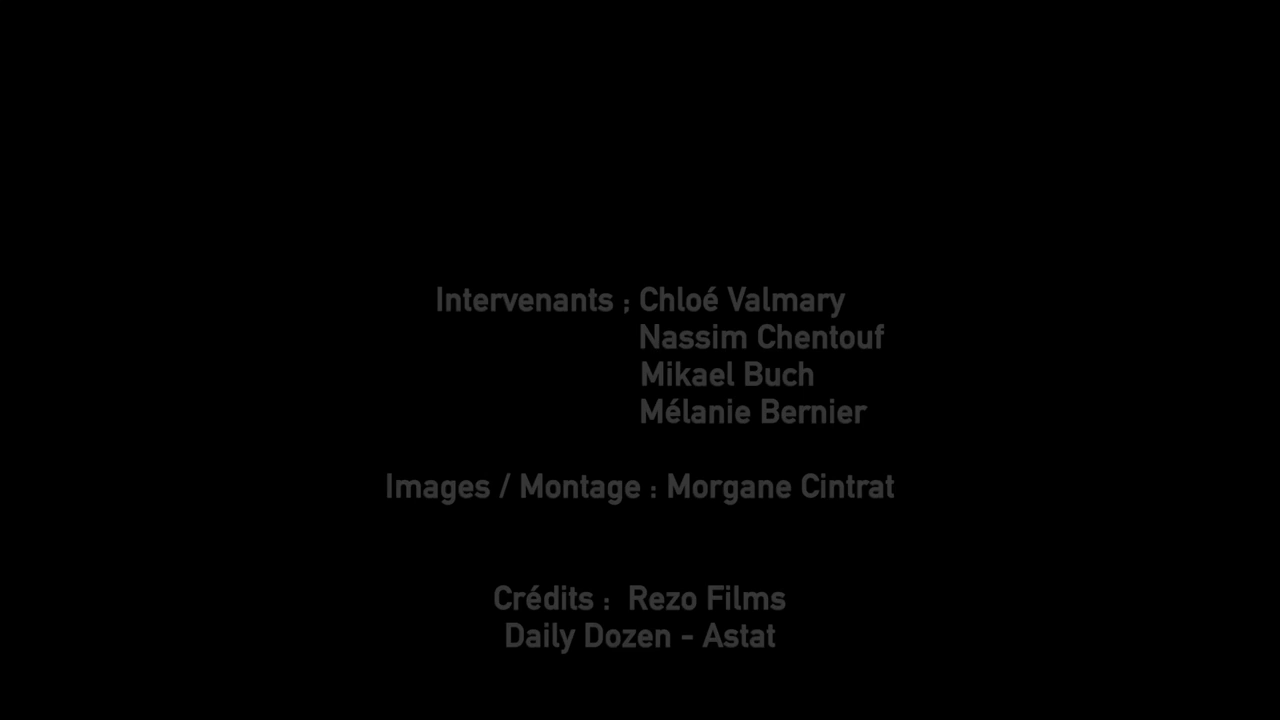 Intervenants ; Chloé Valmary
Nassim Chentouf
Mikael Buch
Mélanie Bernier
Images / Montage : Morgane Cintrat
Crédits : Rezo Films
Daily Dozen - Astat